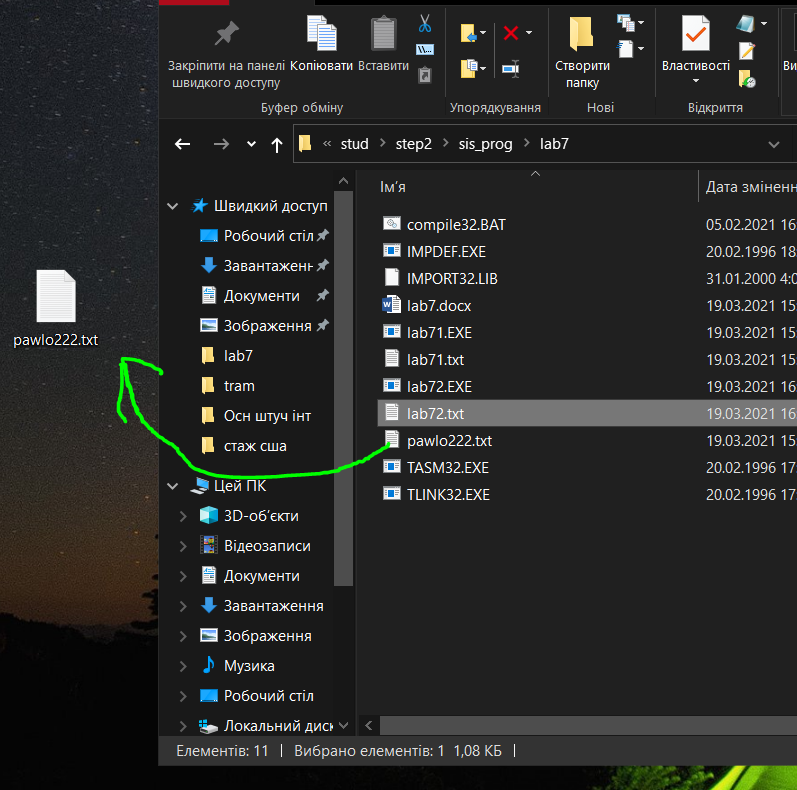 Закріпити на панелі швидкого доступу
Копіювати
Вставити
Створити папку
Властивості
Ви
Буфер обміну
Упорядкування
Нові
Відкриття
« stud > step2 > sis_prog > lab7
Ім'я
Дата зміненн
Швидкий доступ
Робочий стіл
Завантаженн
Документи
Зображення
lab7
tram
Осн штуч інт
стаж сша
Цей ПК
3D-об'єкти
Відеозаписи
Документи
Завантаження
Зображення
Музика
Робочий стіл
Локальний диск
compile32.BAT 05.02.2021 16
IMPDEF.EXE 20.02.1996 18
IMPORT32.LIB 31.01.2000 4:0
lab7.docx 19.03.2021 15
lab71.EXE 19.03.2021 15
lab71.txt 19.03.2021 15
lab72.EXE 19.03.2021 16
lab72.txt 19.03.2021 16
pawlo222.txt 19.03.2021 15
TASM32.EXE 20.02.1996 17
TLINK32.EXE 20.02.1996 17
pawlo222.txt
Елементів: 11 | Вибрано елементів: 1 1,08 КБ |